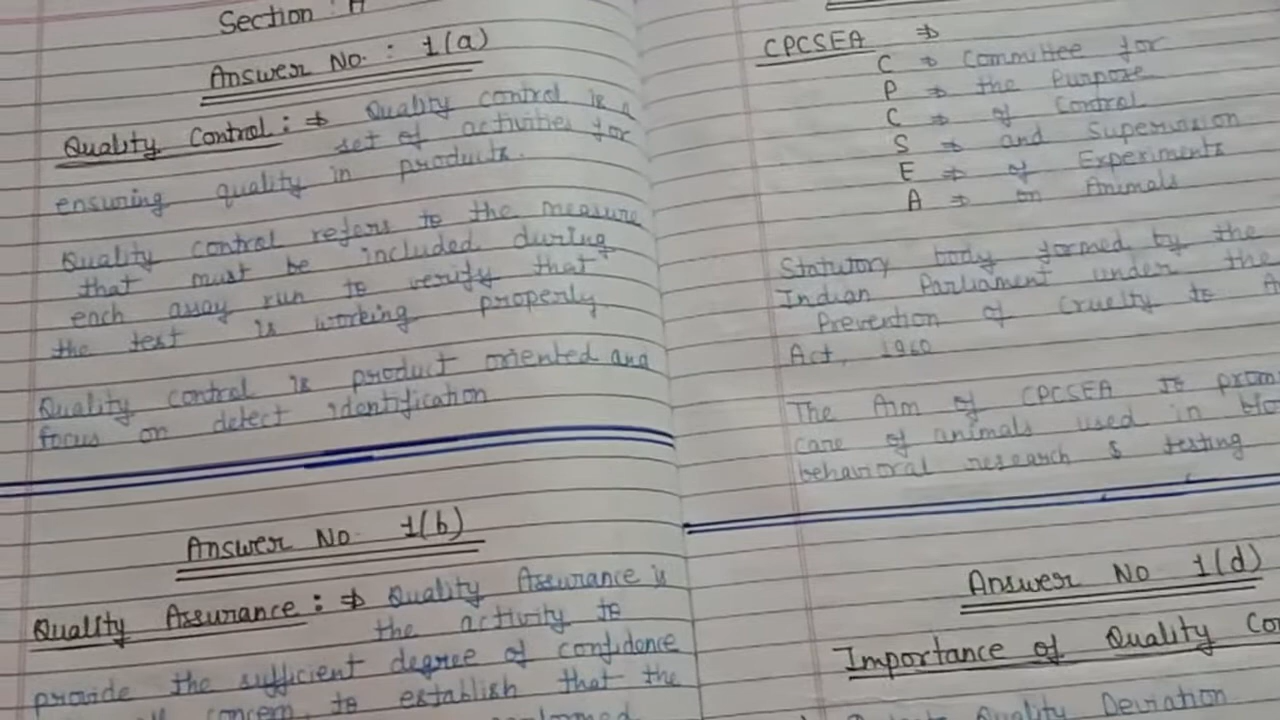 Section : A
Answer No. : 1(a)
Quality Control : ⇒ Quality control is a
set of activities for
ensuring quality in products.
Quality control refers to the measure
that must be included during
each assay run to verify that
the test is working properly
Quality control is product oriented and
focus on detect identification
Answer No. 1(b)
Quality Assurance : ⇒ Quality Assurance is
the activity to
provide the sufficient degree of confidence
concern to establish that the
CPCSEA ⇒
C ⇒ Committee for
P ⇒ the Purpose
C ⇒ of Control
S ⇒ and Supervision
E ⇒ of Experiments
A ⇒ on Animals
Statutory body formed by the
Indian Parliament under the
Prevention of Cruelty to A
Act, 1960
The Aim of CPCSEA is prom
care of animals used in bio
behavioral research & testing
Answer No 1(d)
Importance of Quality Con
Quality Deviation